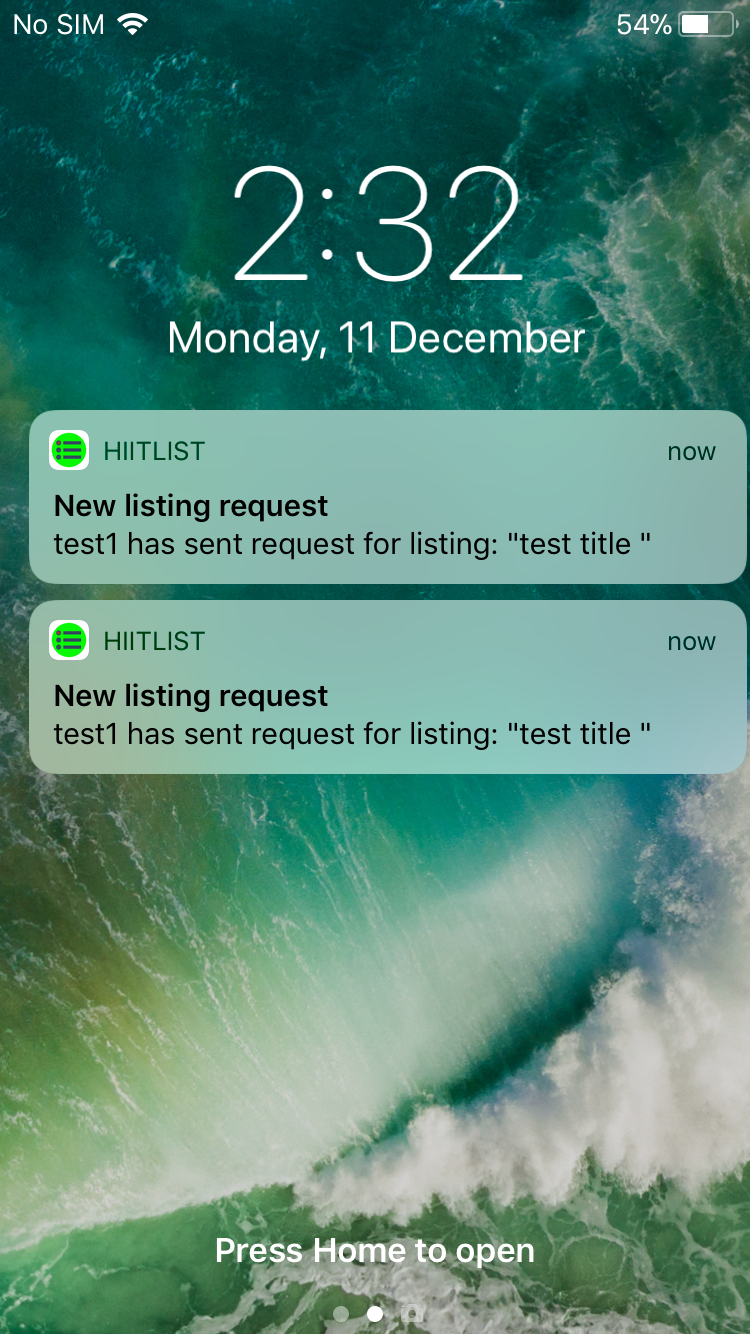 No SIM 54%
2:32
Monday, 11 December
HIITLIST now
New listing request
test1 has sent request for listing: "test title "
HIITLIST now
New listing request
test1 has sent request for listing: "test title "
Press Home to open